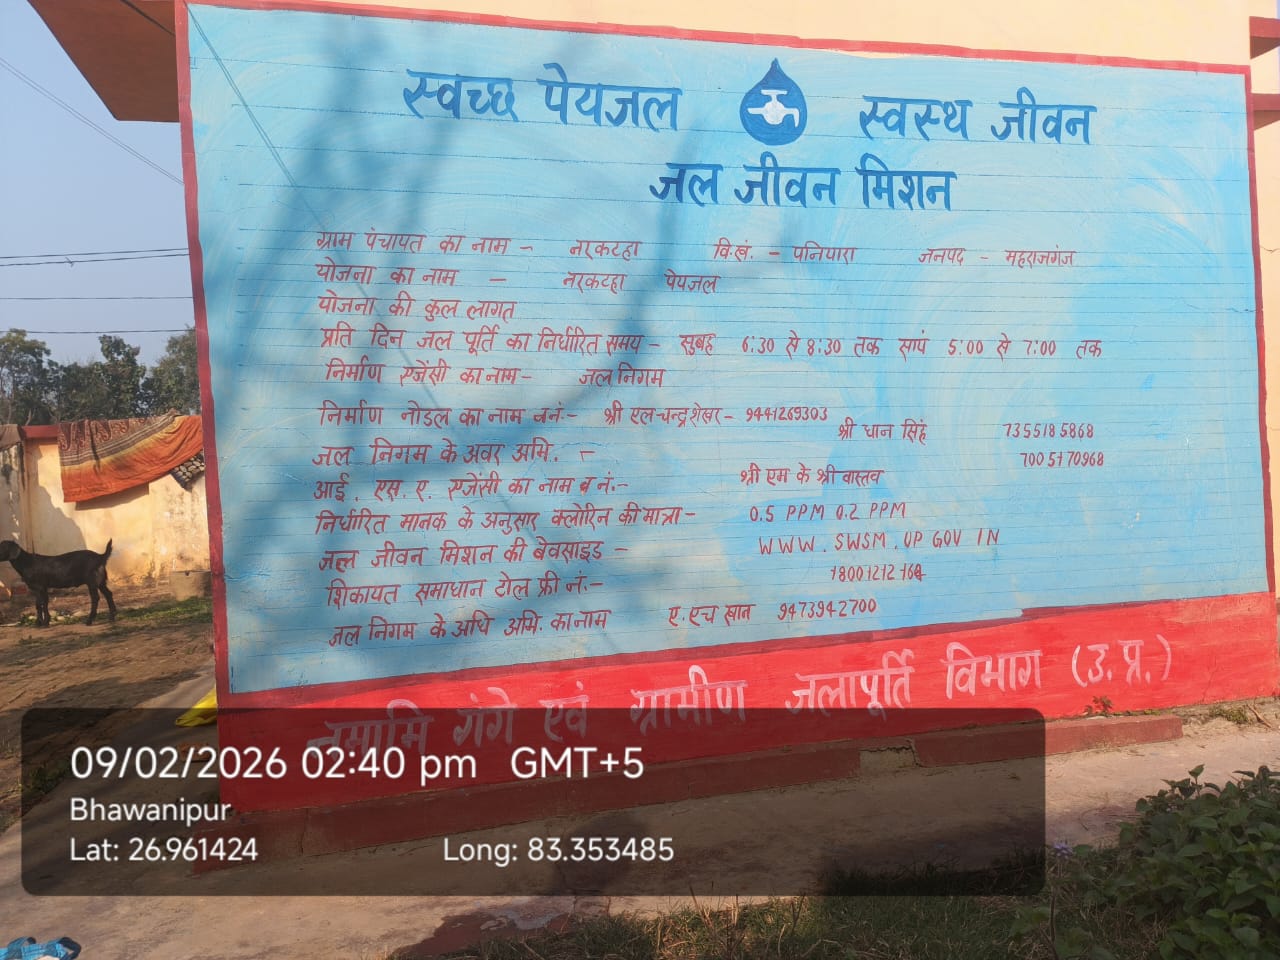 स्वच्छ पेयजल स्वस्थ जीवन
जल जीवन मिशन
ग्राम पंचायत का नाम - नरकटहा वि.खं. - पनियारा जनपद - महराजगंज
योजना का नाम - नरकटहा पेयजल
योजना की कुल लागत
प्रति दिन जल पूर्ति का निर्धारित समय - सुबह 6:30 से 8:30 तक सांप 5:00 से 7:00 तक
निर्माण एजेंसी का नाम - जल निगम
निर्माण नोडल का नाम व नं:- श्री एल चन्द्रशेखर - 9441269303
श्री धान सिंह 7355185868
जल निगम के अवर अभि. - 7005170968
आई. एस. ए. एजेंसी का नाम व नं:- श्री एम के श्री वास्तव
निर्धारित मानक के अनुसार क्लोरिन की मात्रा - 0.5 PPM 0.2 PPM
जल जीवन मिशन की बेवसाइड - WWW. SWSM. UP GOV IN
शिकायत समाधान टोल फ्री नं:- 18001212164
जल निगम के अधि अभि. का नाम ए. एच खान 9473942700
नमामि गंगे एवं ग्रामीण जलापूर्ति विभाग (उ. प्र.)
09/02/2026 02:40 pm GMT+5
Bhawanipur
Lat: 26.961424 Long: 83.353485